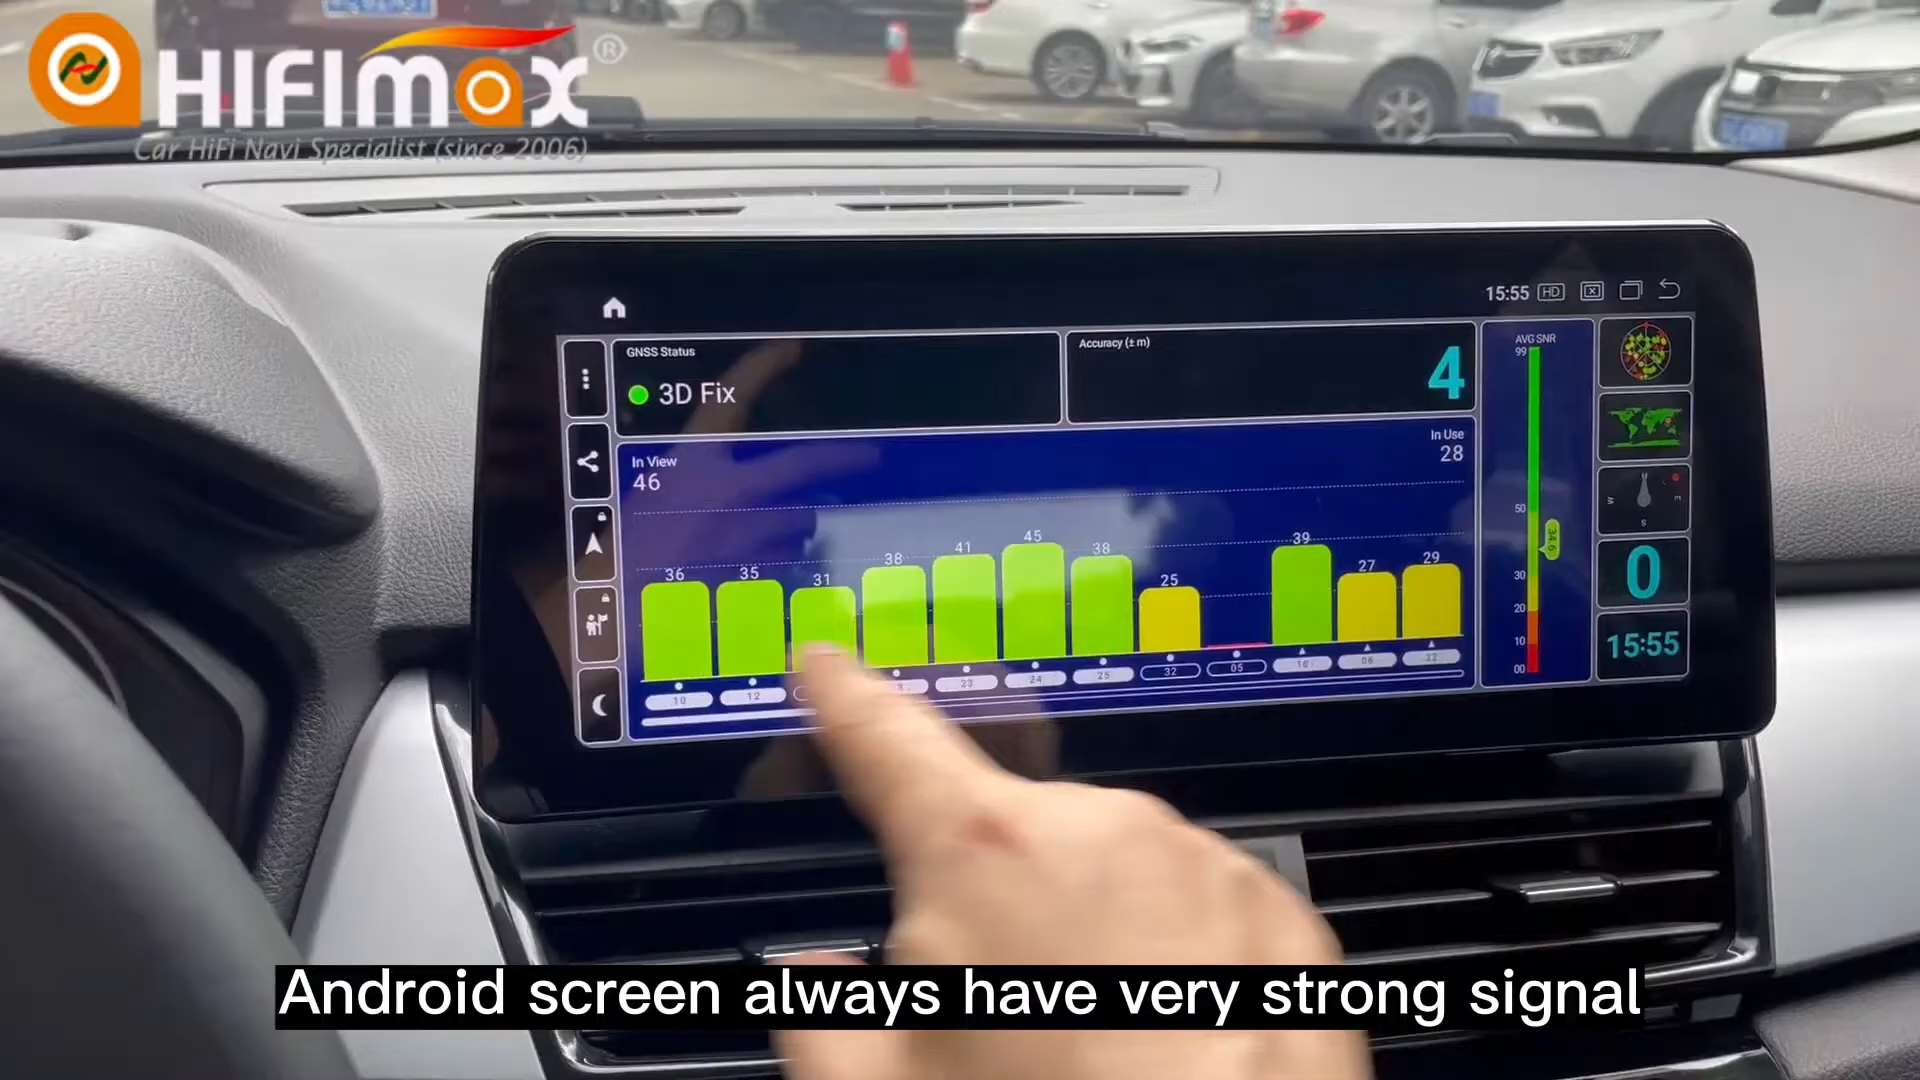 HIFIMAX®
Car HiFi Navi Specialist (since 2006)
15:55 HD
GNSS Status
3D Fix
Accuracy (± m)
4
In View
46
In Use
28
36 35 31 38 41 45 38 25 39 27 29
10 12 23 24 25 32 05
AVG SNR
99
50
34.6
30
20
10
00
W E
S
0
15:55
Android screen always have very strong signal